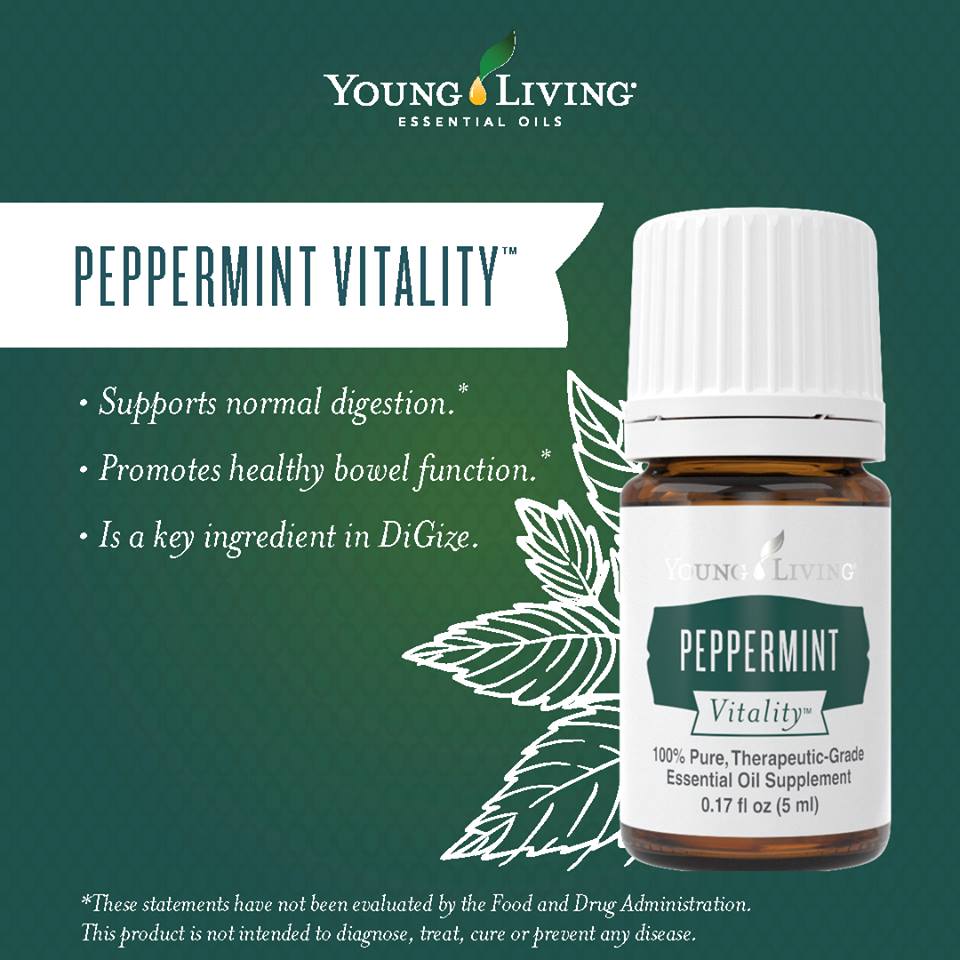 YOUNG LIVING®
ESSENTIAL OILS
PEPPERMINT VITALITY™
• Supports normal digestion.*
• Promotes healthy bowel function.*
• Is a key ingredient in DiGize.
YOUNG LIVING®
PEPPERMINT
Vitality™
100% Pure, Therapeutic-Grade
Essential Oil Supplement
0.17 fl oz (5 ml)
*These statements have not been evaluated by the Food and Drug Administration.
This product is not intended to diagnose, treat, cure or prevent any disease.